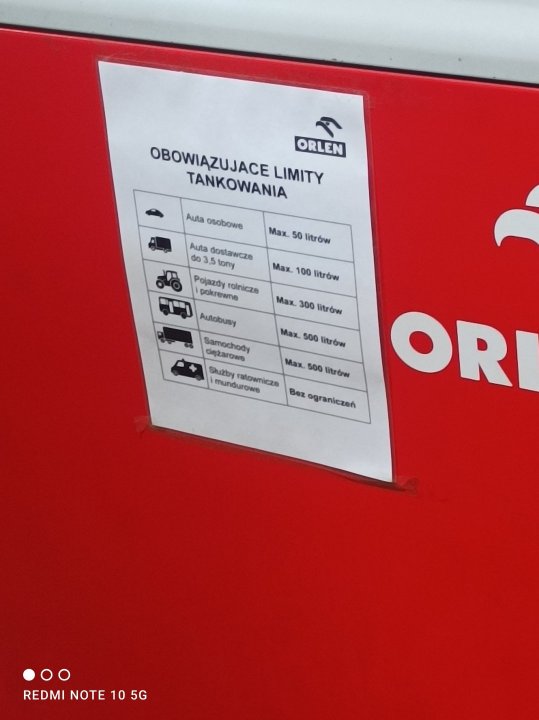 ORLEN
OBOWIĄZUJACE LIMITY
TANKOWANIA
Auta osobowe
Max. 50 litrów
Auta dostawcze
do 3,5 tony
Max. 100 litrów
Pojazdy rolnicze
i pokrewne
Max. 300 litrów
Autobusy
Max. 500 litrów
Samochody
ciężarowe
Max. 500 litrów
Służby ratownicze
i mundurowe
Bez ograniczeń
ORL
REDMI NOTE 10 5G